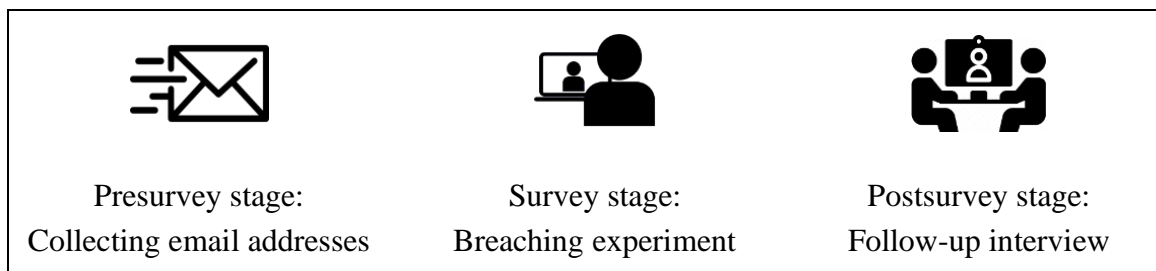 Presurvey stage:
Collecting email addresses
Survey stage:
Breaching experiment
Postsurvey stage:
Follow-up interview